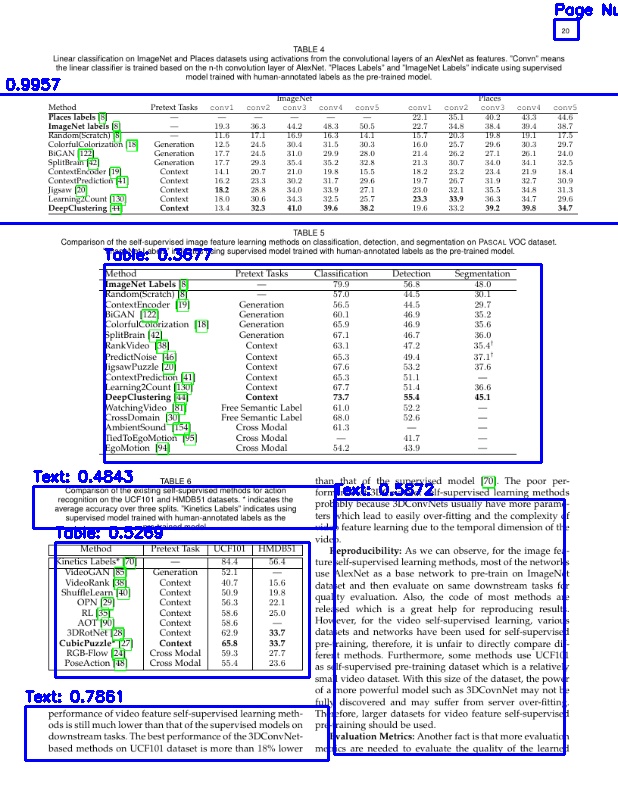 Page Nu
20
TABLE 4
Linear classification on ImageNet and Places datasets using activations from the convolutional layers of an AlexNet as features. "Convn" means
the linear classifier is trained based on the n-th convolution layer of AlexNet. "Places Labels" and "ImageNet Labels" indicate using supervised
model trained with human-annotated labels as the pre-trained model.
0.9957
ImageNet Places
Method Pretext Tasks conv1 conv2 conv3 conv4 conv5 conv1 conv2 conv3 conv4 conv5
Places labels [8] — — — — — — 22.1 35.1 40.2 43.3 44.6
ImageNet labels [8] — 19.3 36.3 44.2 48.3 50.5 22.7 34.8 38.4 39.4 38.7
Random(Scratch) [8] — 11.6 17.1 16.9 16.3 14.1 15.7 20.3 19.8 19.1 17.5
ColorfulColorization [18] Generation 12.5 24.5 30.4 31.5 30.3 16.0 25.7 29.6 30.3 29.7
BiGAN [122] Generation 17.7 24.5 31.0 29.9 28.0 21.4 26.2 27.1 26.1 24.0
SplitBrain [42] Generation 17.7 29.3 35.4 35.2 32.8 21.3 30.7 34.0 34.1 32.5
ContextEncoder [19] Context 14.1 20.7 21.0 19.8 15.5 18.2 23.2 23.4 21.9 18.4
ContextPrediction [41] Context 16.2 23.3 30.2 31.7 29.6 19.7 26.7 31.9 32.7 30.9
Jigsaw [20] Context 18.2 28.8 34.0 33.9 27.1 23.0 32.1 35.5 34.8 31.3
Learning2Count [130] Context 18.0 30.6 34.3 32.5 25.7 23.3 33.9 36.3 34.7 29.6
DeepClustering [44] Context 13.4 32.3 41.0 39.6 38.2 19.6 33.2 39.2 39.8 34.7
TABLE 5
Comparison of the self-supervised image feature learning methods on classification, detection, and segmentation on PASCAL VOC dataset.
using supervised model trained with human-annotated labels as the pre-trained model.
Table: 0.3677
Method Pretext Tasks Classification Detection Segmentation
ImageNet Labels [8] — 79.9 56.8 48.0
Random(Scratch) [8] — 57.0 44.5 30.1
ContextEncoder [19] Generation 56.5 44.5 29.7
BiGAN [122] Generation 60.1 46.9 35.2
ColorfulColorization [18] Generation 65.9 46.9 35.6
SplitBrain [42] Generation 67.1 46.7 36.0
RankVideo [38] Context 63.1 47.2 35.4†
PredictNoise [46] Context 65.3 49.4 37.1†
JigsawPuzzle [20] Context 67.6 53.2 37.6
ContextPrediction [41] Context 65.3 51.1 —
Learning2Count [130] Context 67.7 51.4 36.6
DeepClustering [44] Context 73.7 55.4 45.1
WatchingVideo [81] Free Semantic Label 61.0 52.2 —
CrossDomain [30] Free Semantic Label 68.0 52.6 —
AmbientSound [154] Cross Modal 61.3 — —
TiedToEgoMotion [95] Cross Modal — 41.7 —
EgoMotion [94] Cross Modal 54.2 43.9 —
Text: 0.4843
TABLE 6
Comparison of the existing self-supervised methods for action
recognition on the UCF101 and HMDB51 datasets. * indicates the
average accuracy over three splits. "Kinetics Labels" indicates using
supervised model trained with human-annotated labels as the
Table: 0.5269
Method Pretext Task UCF101 HMDB51
Kinetics Labels* [70] — 84.4 56.4
VideoGAN [85] Generation 52.1 —
VideoRank [38] Context 40.7 15.6
ShuffleLearn [40] Context 50.9 19.8
OPN [29] Context 56.3 22.1
RL [35] Context 58.6 25.0
AOT [90] Context 58.6 —
3DRotNet [28] Context 62.9 33.7
CubicPuzzle* [27] Context 65.8 33.7
RGB-Flow [24] Cross Modal 59.3 27.7
PoseAction [48] Cross Modal 55.4 23.6
Text: 0.7861
performance of video feature self-supervised learning meth-
ods is still much lower than that of the supervised models on
downstream tasks. The best performance of the 3DConvNet-
based methods on UCF101 dataset is more than 18% lower
than that of the supervised model [70]. The poor per-
Text: 0.5872
self-supervised learning methods
probably because 3DConvNets usually have more parame-
ters which lead to easily over-fitting and the complexity of
video feature learning due to the temporal dimension of the
video.
Reproducibility: As we can observe, for the image fea-
ture self-supervised learning methods, most of the networks
use AlexNet as a base network to pre-train on ImageNet
dataset and then evaluate on same downstream tasks for
quality evaluation. Also, the code of most methods are
released which is a great help for reproducing results.
However, for the video self-supervised learning, various
datasets and networks have been used for self-supervised
pre-training, therefore, it is unfair to directly compare dif-
ferent methods. Furthermore, some methods use UCF101
as self-supervised pre-training dataset which is a relatively
small video dataset. With this size of the dataset, the power
of a more powerful model such as 3DCovnNet may not be
fully discovered and may suffer from server over-fitting.
Therefore, larger datasets for video feature self-supervised
pre-training should be used.
Evaluation Metrics: Another fact is that more evaluation
metrics are needed to evaluate the quality of the learned